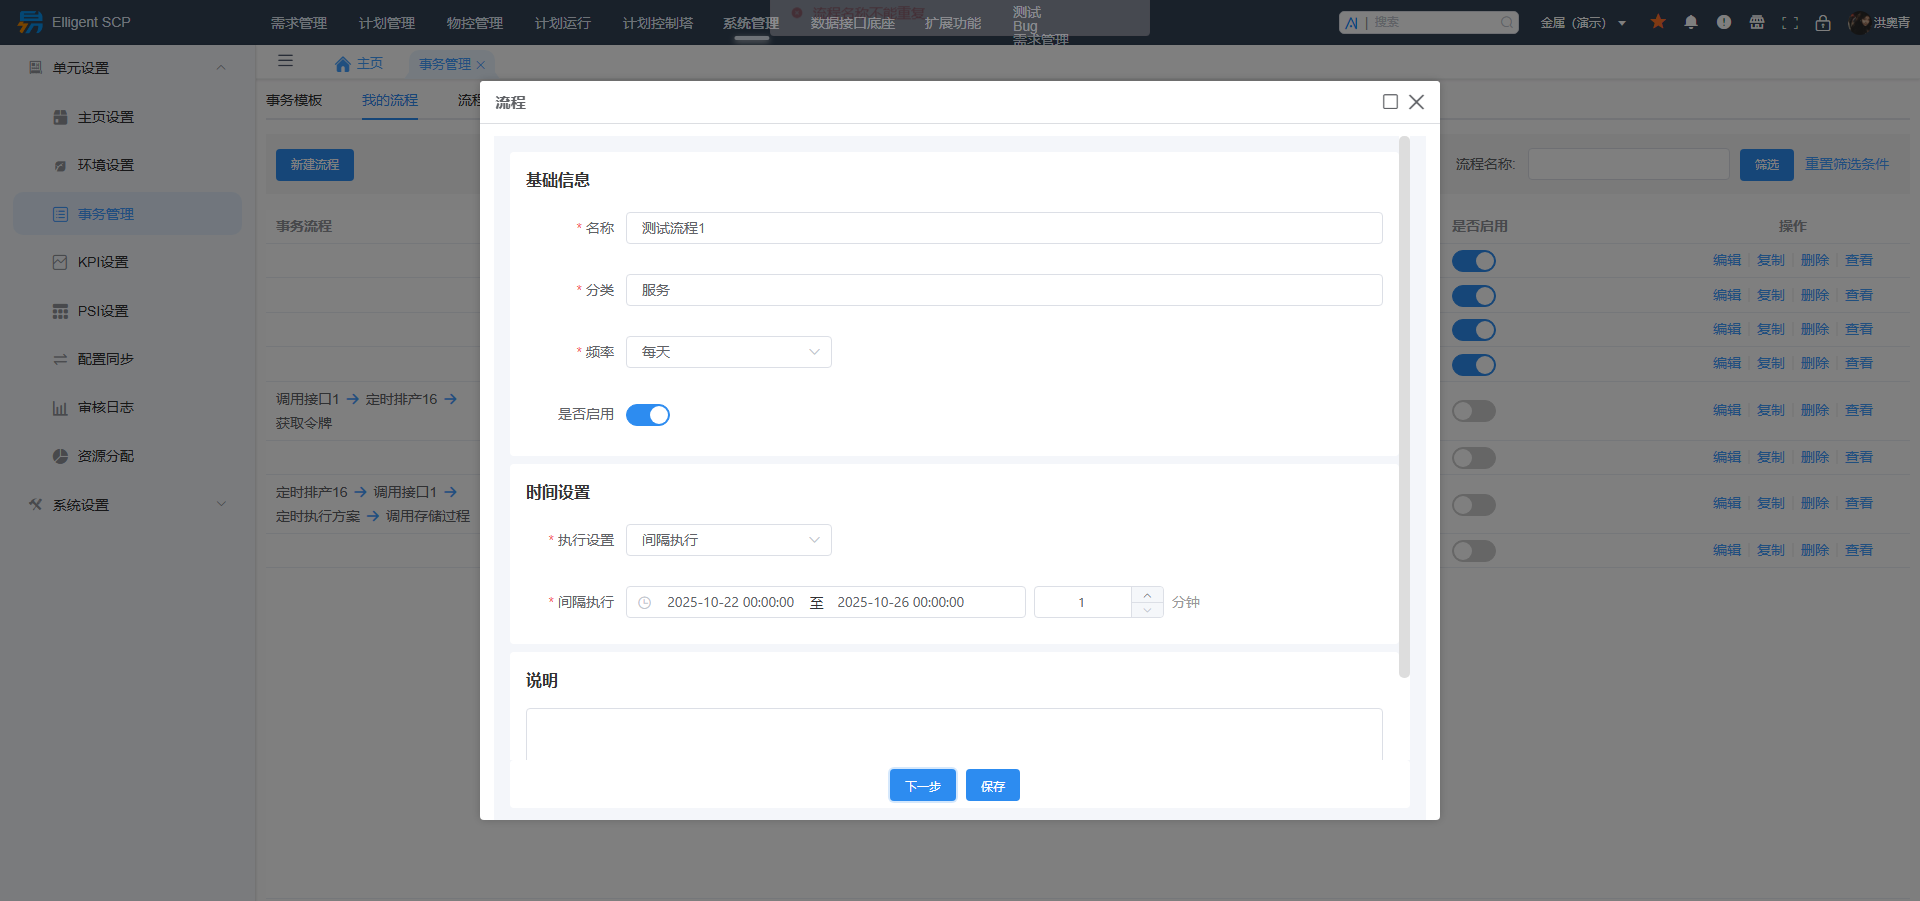 Elligent SCP
需求管理 计划管理 物控管理 计划运行 计划控制塔 系统管理 数据接口底座 扩展功能
流程名称不能重复
测试
Bug
需求管理
AI | 搜索
金属（演示）
洪奥青
单元设置
主页设置
环境设置
事务管理
KPI设置
PSI设置
配置同步
审核日志
资源分配
系统设置
主页 事务管理
事务模板 我的流程 流程
新建流程
流程名称: 筛选 重置筛选条件
事务流程 是否启用 操作
编辑 复制 删除 查看
编辑 复制 删除 查看
编辑 复制 删除 查看
编辑 复制 删除 查看
调用接口1 → 定时排产16 →
获取令牌
编辑 复制 删除 查看
编辑 复制 删除 查看
定时排产16 → 调用接口1 →
定时执行方案 → 调用存储过程
编辑 复制 删除 查看
编辑 复制 删除 查看
流程
基础信息
* 名称 测试流程1
* 分类 服务
* 频率 每天
是否启用
时间设置
* 执行设置 间隔执行
* 间隔执行 2025-10-22 00:00:00 至 2025-10-26 00:00:00 1 分钟
说明
下一步 保存